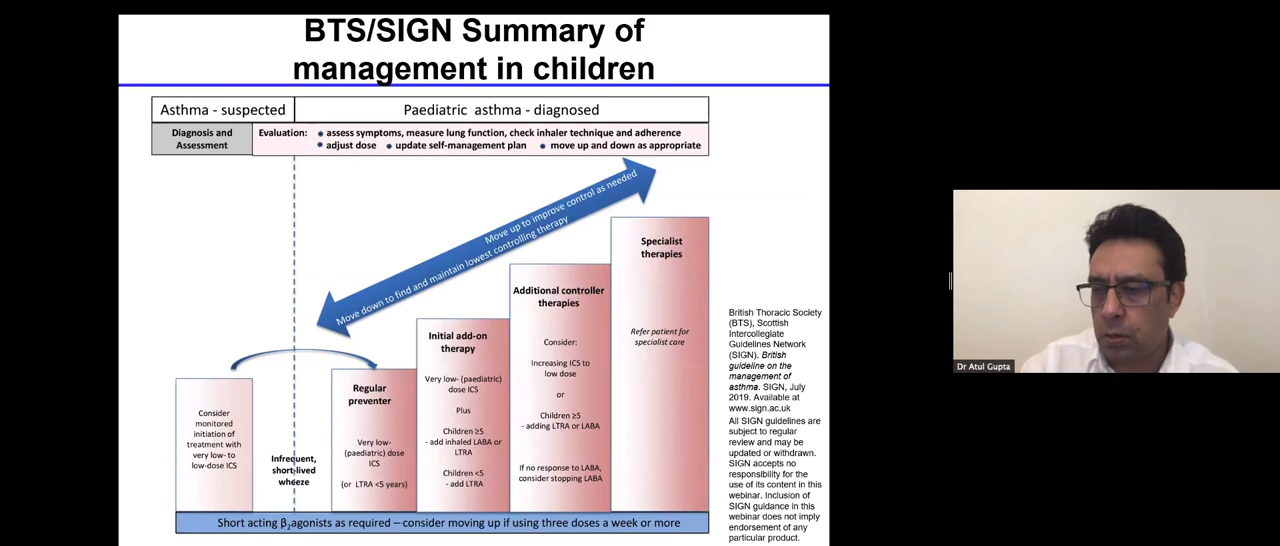 BTS/SIGN Summary of
management in children
Asthma - suspected
Paediatric asthma - diagnosed
Diagnosis and
Assessment
Evaluation:
assess symptoms, measure lung function, check inhaler technique and adherence
adjust dose
update self-management plan
move up and down as appropriate
Move up to improve control as needed
Move down to find and maintain lowest controlling therapy
Consider
monitored
initiation of
treatment with
very low- to
low-dose ICS
Infrequent,
short-lived
wheeze
Regular
preventer
Very low-
(paediatric) dose
ICS
(or LTRA <5 years)
Initial add-on
therapy
Very low- (paediatric)
dose ICS
Plus
Children ≥5
- add inhaled LABA or
LTRA
Children <5
- add LTRA
Additional controller
therapies
Consider:
Increasing ICS to
low dose
or
Children ≥5
- adding LTRA or LABA
If no response to LABA,
consider stopping LABA
Specialist
therapies
Refer patient for
specialist care
Short acting β2agonists as required – consider moving up if using three doses a week or more
British Thoracic Society
(BTS), Scottish
Intercollegiate
Guidelines Network
(SIGN). British
guideline on the
management of
asthma. SIGN, July
2019. Available at
www.sign.ac.uk
All SIGN guidelines are
subject to regular
review and may be
updated or withdrawn.
SIGN accepts no
responsibility for the
use of its content in this
webinar. Inclusion of
SIGN guidance in this
webinar does not imply
endorsement of any
particular product.
Dr Atul Gupta